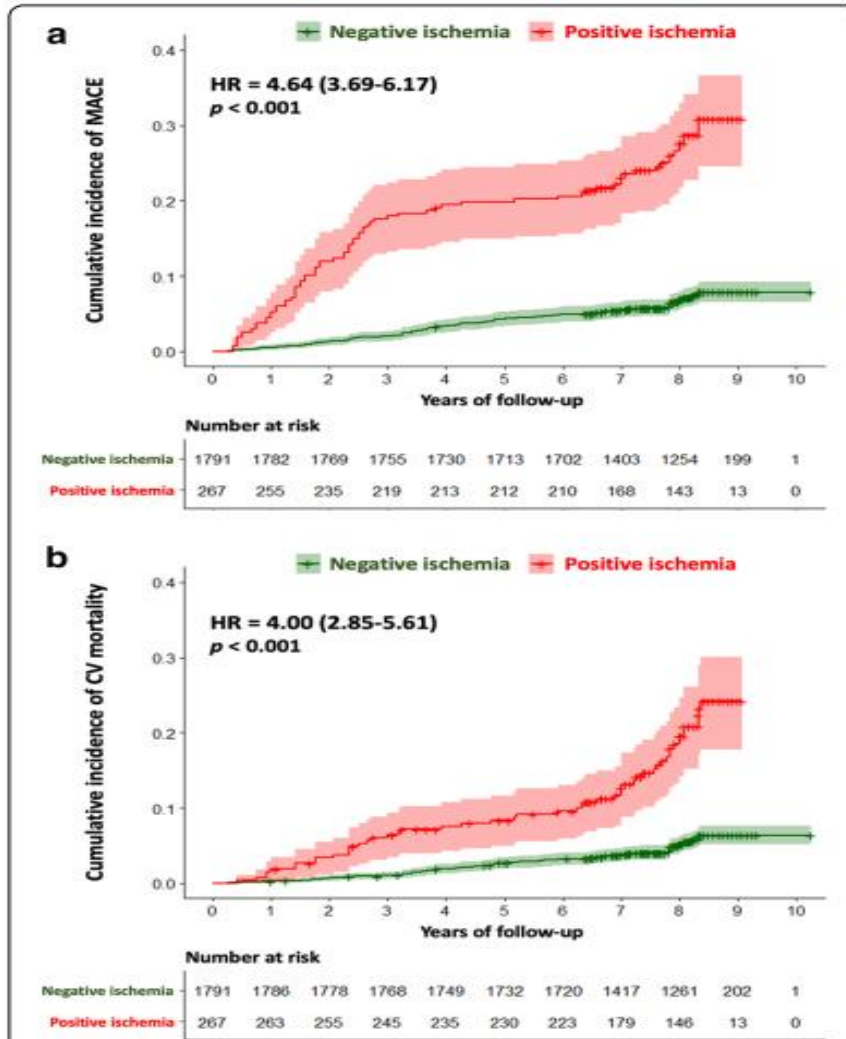 a
Negative ischemia Positive ischemia
HR = 4.64 (3.69-6.17)
p < 0.001
Cumulative incidence of MACE
0.4
0.3
0.2
0.1
0.0
0 1 2 3 4 5 6 7 8 9 10
Years of follow-up
Number at risk
Negative ischemia 1791 1782 1769 1755 1730 1713 1702 1403 1254 199 1
Positive ischemia 267 255 235 219 213 212 210 168 143 13 0
b
Negative ischemia Positive ischemia
HR = 4.00 (2.85-5.61)
p < 0.001
Cumulative incidence of CV mortality
0.4
0.3
0.2
0.1
0.0
0 1 2 3 4 5 6 7 8 9 10
Years of follow-up
Number at risk
Negative ischemia 1791 1786 1778 1768 1749 1732 1720 1417 1261 202 1
Positive ischemia 267 263 255 245 235 230 223 179 146 13 0